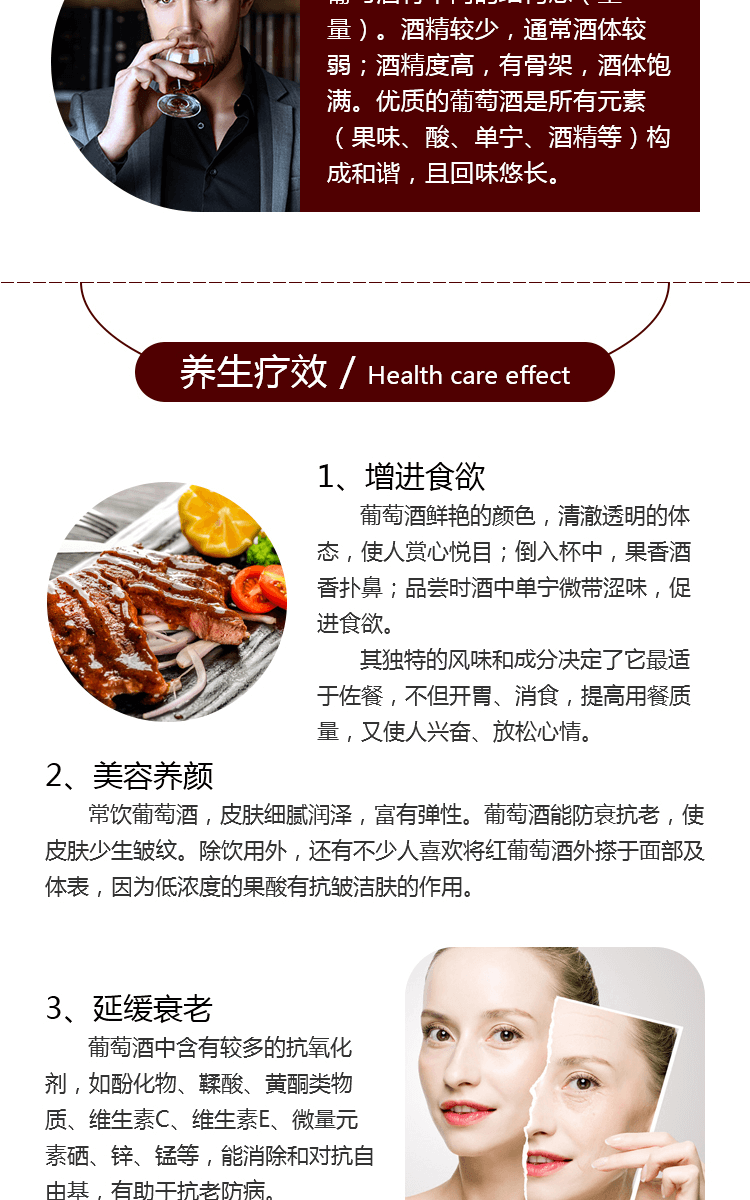 量）。酒精较少，通常酒体较
弱；酒精度高，有骨架，酒体饱
满。优质的葡萄酒是所有元素
（果味、酸、单宁、酒精等）构
成和谐，且回味悠长。
养生疗效 / Health care effect
1、增进食欲
葡萄酒鲜艳的颜色，清澈透明的体
态，使人赏心悦目；倒入杯中，果香酒
香扑鼻；品尝时酒中单宁微带涩味，促
进食欲。
其独特的风味和成分决定了它最适
于佐餐，不但开胃、消食，提高用餐质
量，又使人兴奋、放松心情。
2、美容养颜
常饮葡萄酒，皮肤细腻润泽，富有弹性。葡萄酒能防衰抗老，使
皮肤少生皱纹。除饮用外，还有不少人喜欢将红葡萄酒外搽于面部及
体表，因为低浓度的果酸有抗皱洁肤的作用。
3、延缓衰老
葡萄酒中含有较多的抗氧化
剂，如酚化物、鞣酸、黄酮类物
质、维生素C、维生素E、微量元
素硒、锌、锰等，能消除和对抗自
由基，有助于抗老防病。